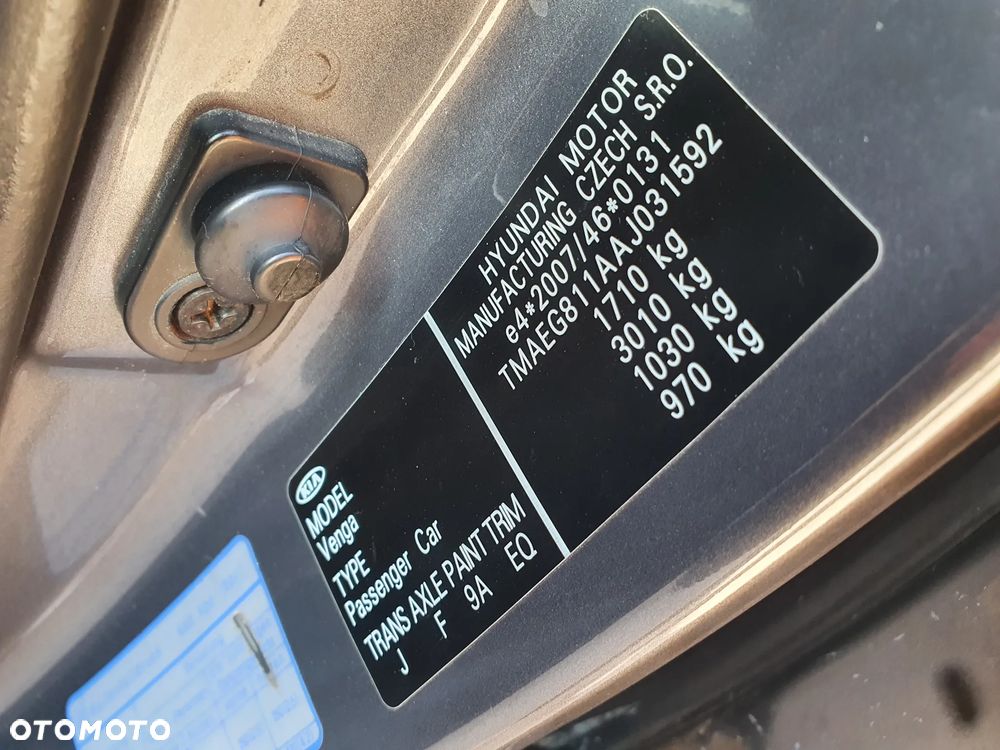 KIA
MODEL
Venga
TYPE
Passenger Car
TRANS AXLE PAINT TRIM
J F 9A EQ
HYUNDAI MOTOR
MANUFACTURING CZECH S.R.O.
e4*2007/46*0131
TMAEG811AAJ031592
1710 kg
3010 kg
1030 kg
970 kg
OTOMOTO